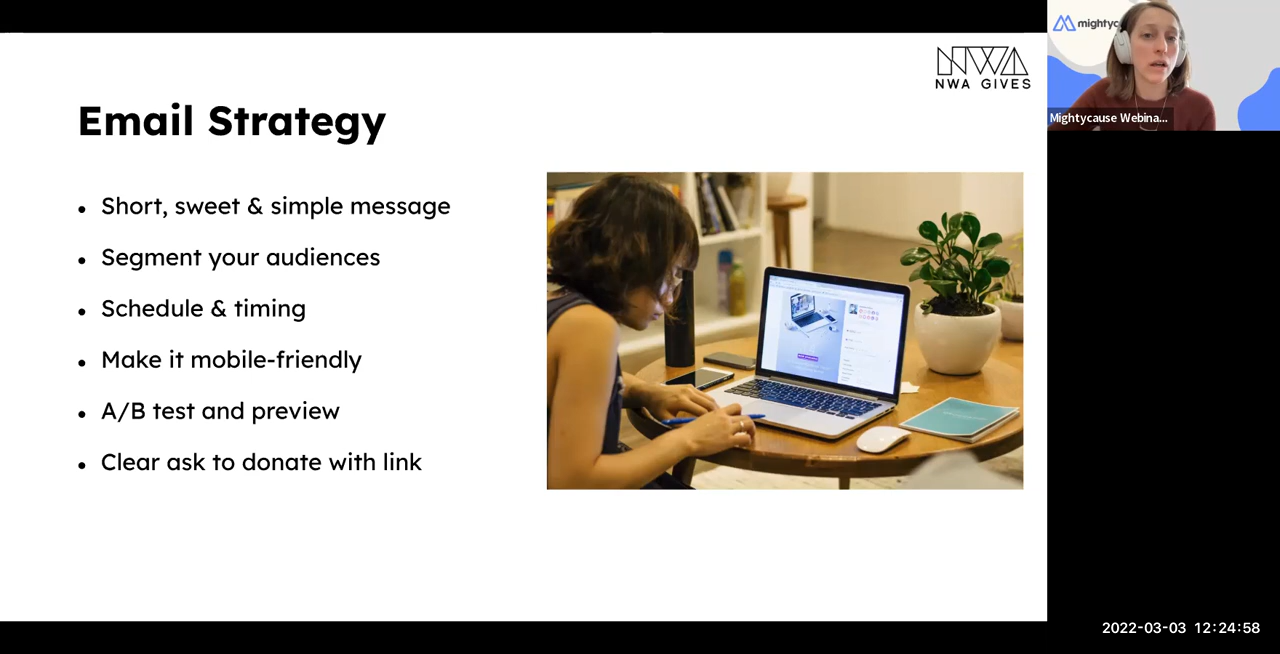 NWA
NWA GIVES
mightyc
Mightycause Webina...
Email Strategy
• Short, sweet & simple message
• Segment your audiences
• Schedule & timing
• Make it mobile-friendly
• A/B test and preview
• Clear ask to donate with link
2022-03-03 12:24:58